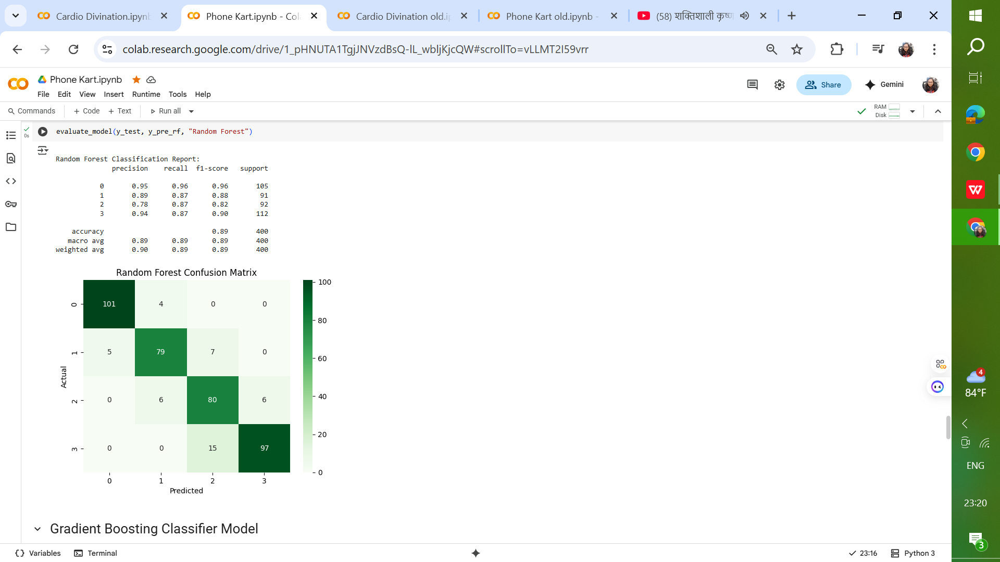 Cardio Divination.ipynb
Phone Kart.ipynb - Col
Cardio Divination old.ip
Phone Kart old.ipynb -
(58) शक्तिशाली कृष्ण
colab.research.google.com/drive/1_pHNUTA1TgjJNVzdBsQ-lL_wbljKjcQW#scrollTo=vLLMT2I59vrr
Phone Kart.ipynb
File Edit View Insert Runtime Tools Help
Share
Gemini
Commands + Code + Text Run all
RAM
Disk
0s
evaluate_model(y_test, y_pre_rf, "Random Forest")
Random Forest Classification Report:
precision recall f1-score support
0 0.95 0.96 0.96 105
1 0.89 0.87 0.88 91
2 0.78 0.87 0.82 92
3 0.94 0.87 0.90 112
accuracy 0.89 400
macro avg 0.89 0.89 0.89 400
weighted avg 0.90 0.89 0.89 400
Random Forest Confusion Matrix
0 101 4 0 0
1 5 79 7 0
2 0 6 80 6
3 0 0 15 97
0 1 2 3
Actual
Predicted
100
80
60
40
20
0
Gradient Boosting Classifier Model
Variables Terminal
23:16 Python 3
4
84°F
ENG
23:20
3